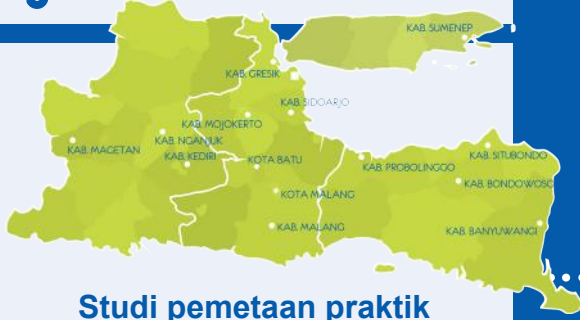 KAB. SUMENEP
KAB. GRESIK
KAB. SIDOARJO
KAB. MOJOKERTO
KAB. NGANJUK
KAB. MAGETAN
KAB. KEDIRI
KOTA BATU
KAB. PROBOLINGGO
KAB. SITUBONDO
KAB. BONDOWOSO
KOTA MALANG
KAB. MALANG
KAB. BANYUWANGI
Studi pemetaan praktik